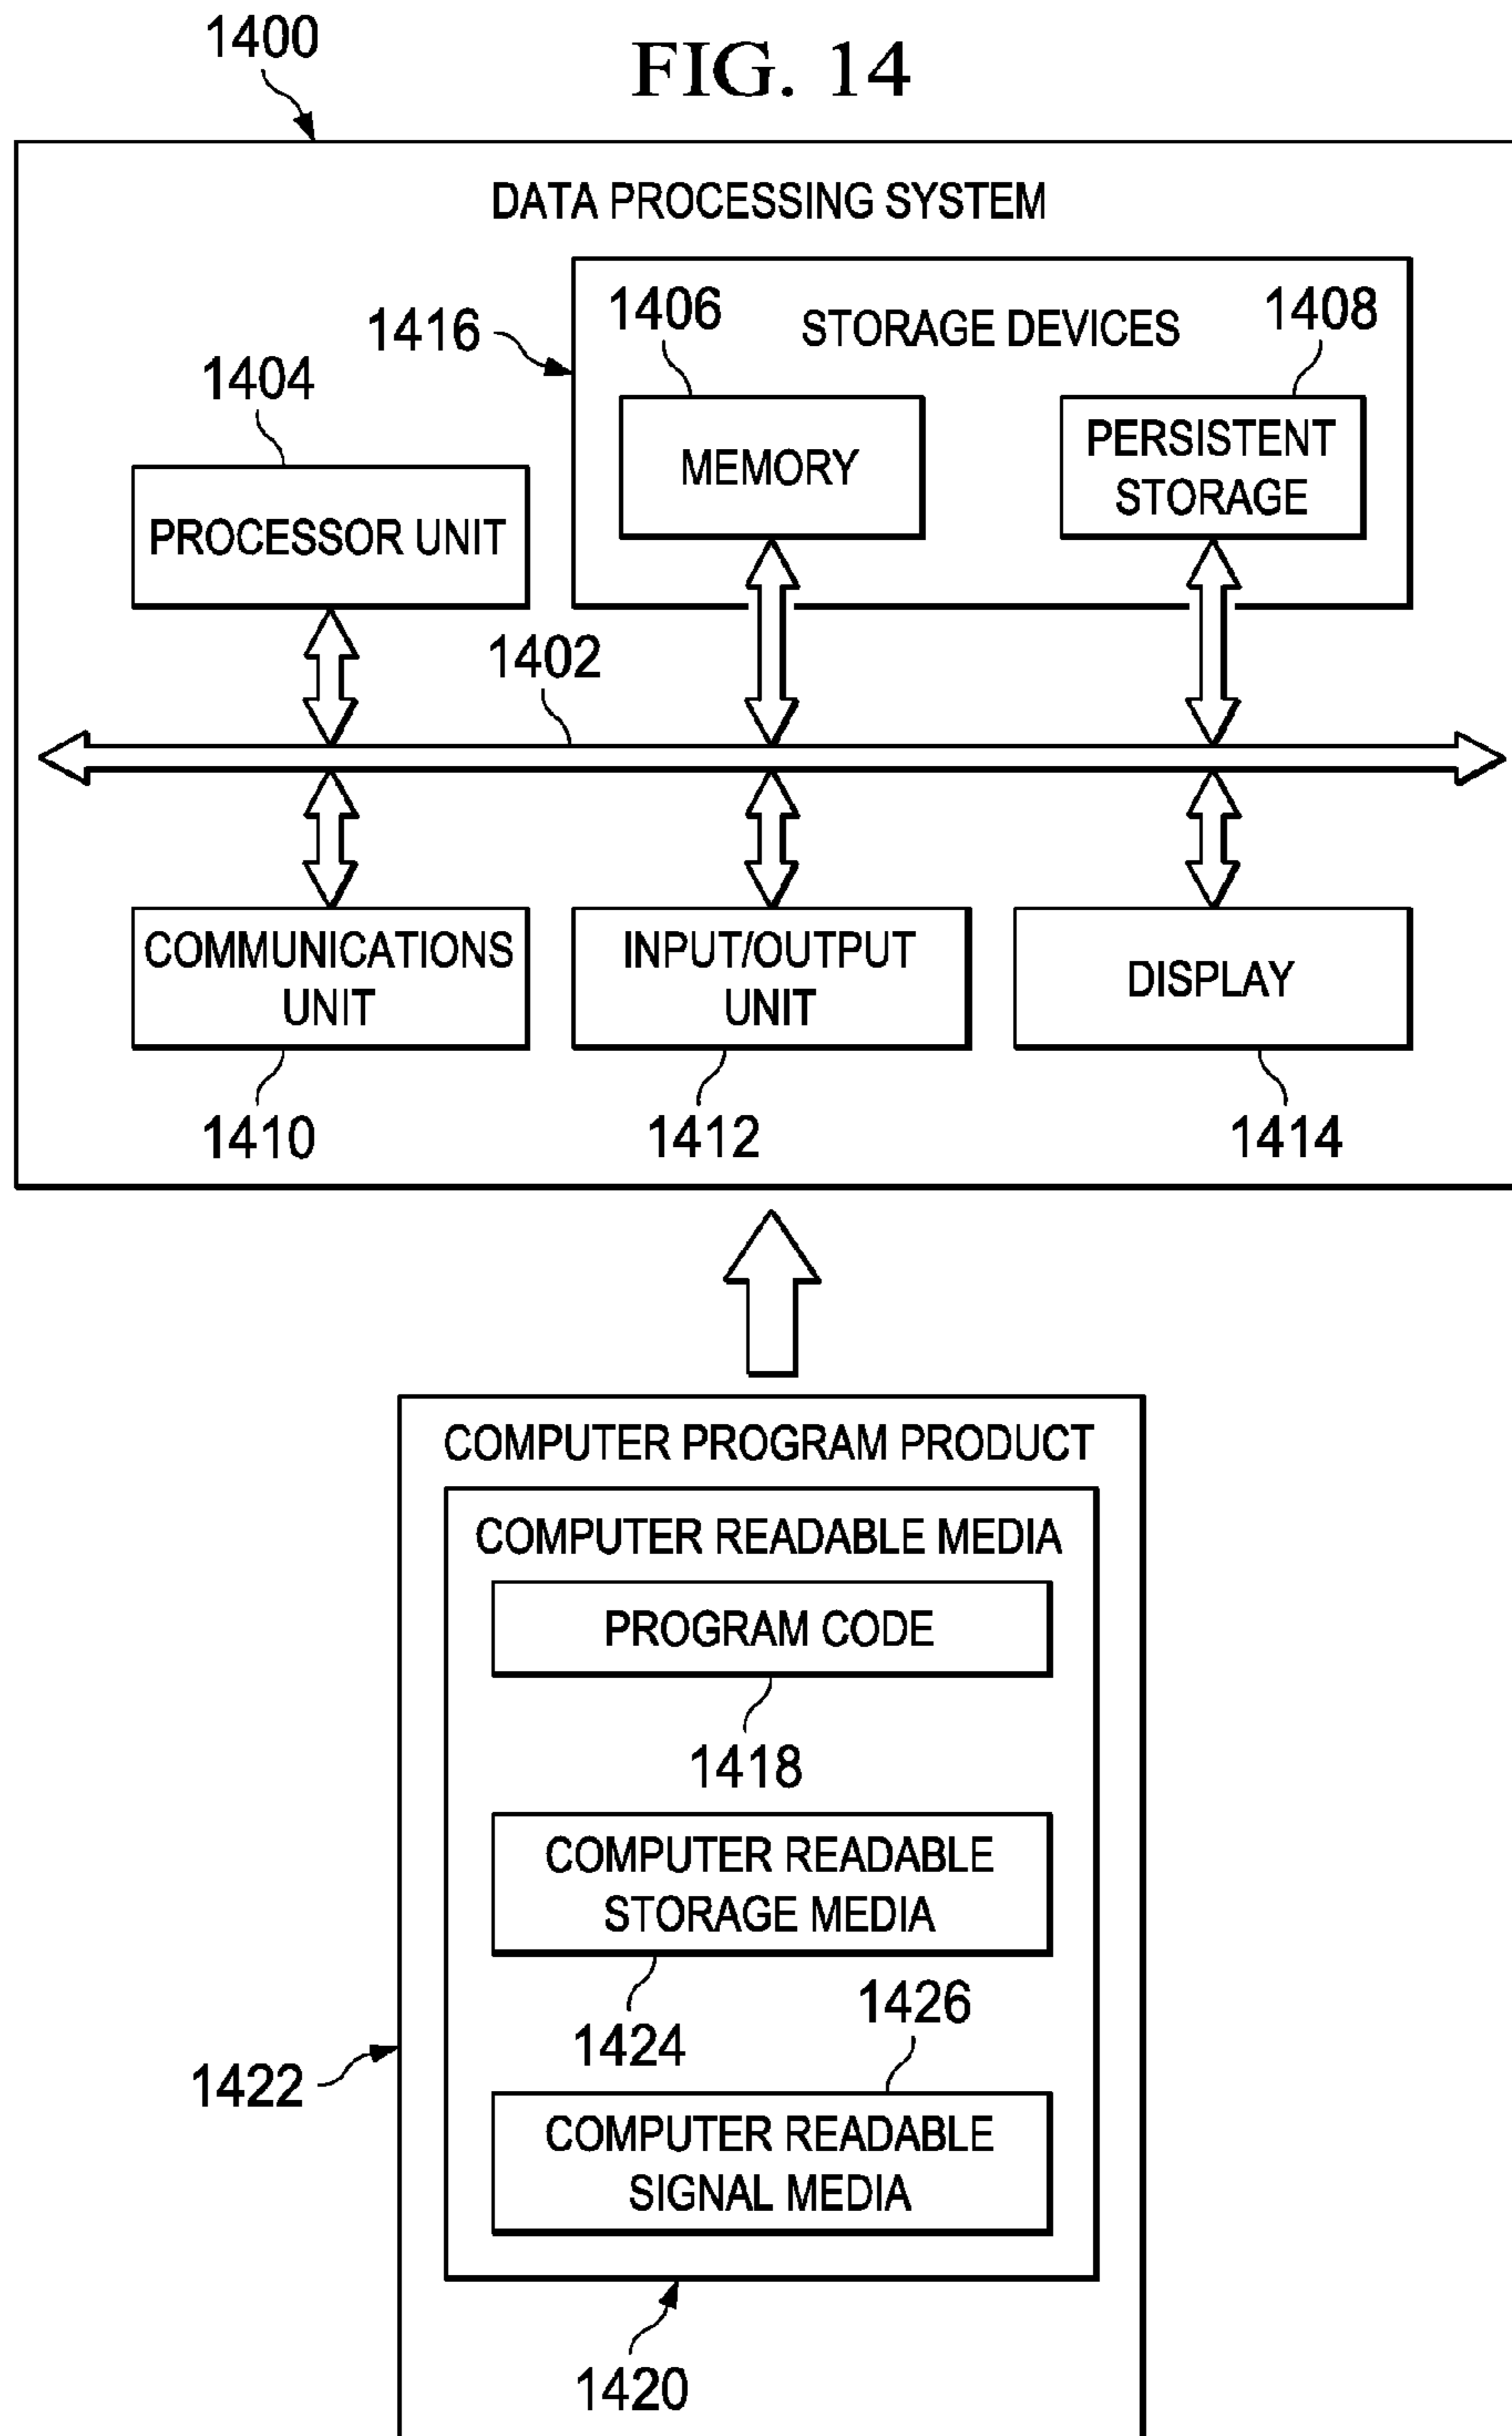 1400
FIG. 14
DATA PROCESSING SYSTEM
1416
1406
STORAGE DEVICES
1408
1404
MEMORY
PERSISTENT
STORAGE
PROCESSOR UNIT
1402
COMMUNICATIONS
UNIT
INPUT/OUTPUT
UNIT
DISPLAY
1410
1412
1414
COMPUTER PROGRAM PRODUCT
COMPUTER READABLE MEDIA
PROGRAM CODE
1418
COMPUTER READABLE
STORAGE MEDIA
1424
1426
1422
COMPUTER READABLE
SIGNAL MEDIA
1420